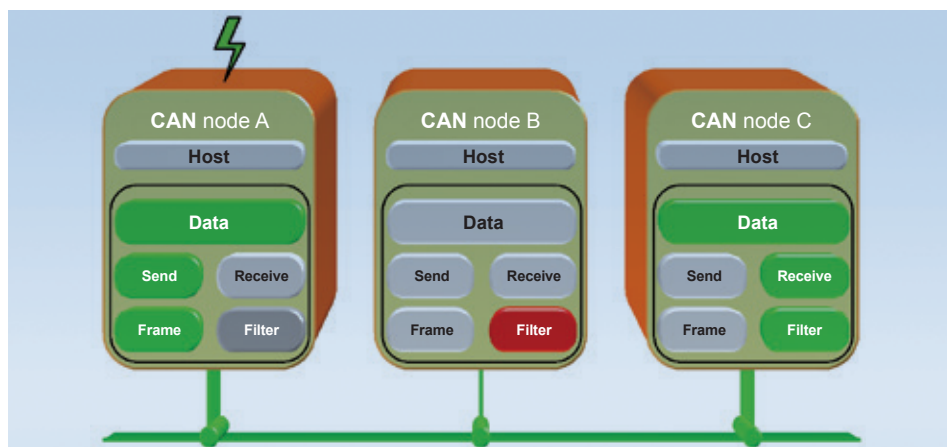 CAN node A
Host
Data
Send Receive
Frame Filter
CAN node B
Host
Data
Send Receive
Frame Filter
CAN node C
Host
Data
Send Receive
Frame Filter